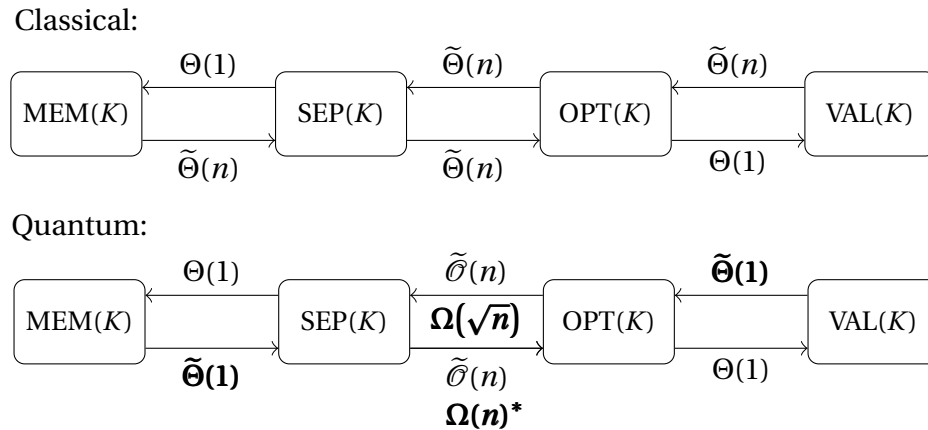 Classical:
Θ(1) Θ̃(n) Θ̃(n)
MEM(K) SEP(K) OPT(K) VAL(K)
Θ̃(n) Θ̃(n) Θ(1)
Quantum:
Θ(1) 𝒪̃(n) Θ̃(1)
MEM(K) SEP(K) Ω(√n) OPT(K) VAL(K)
Θ̃(1) 𝒪̃(n) Θ(1)
Ω(n)*